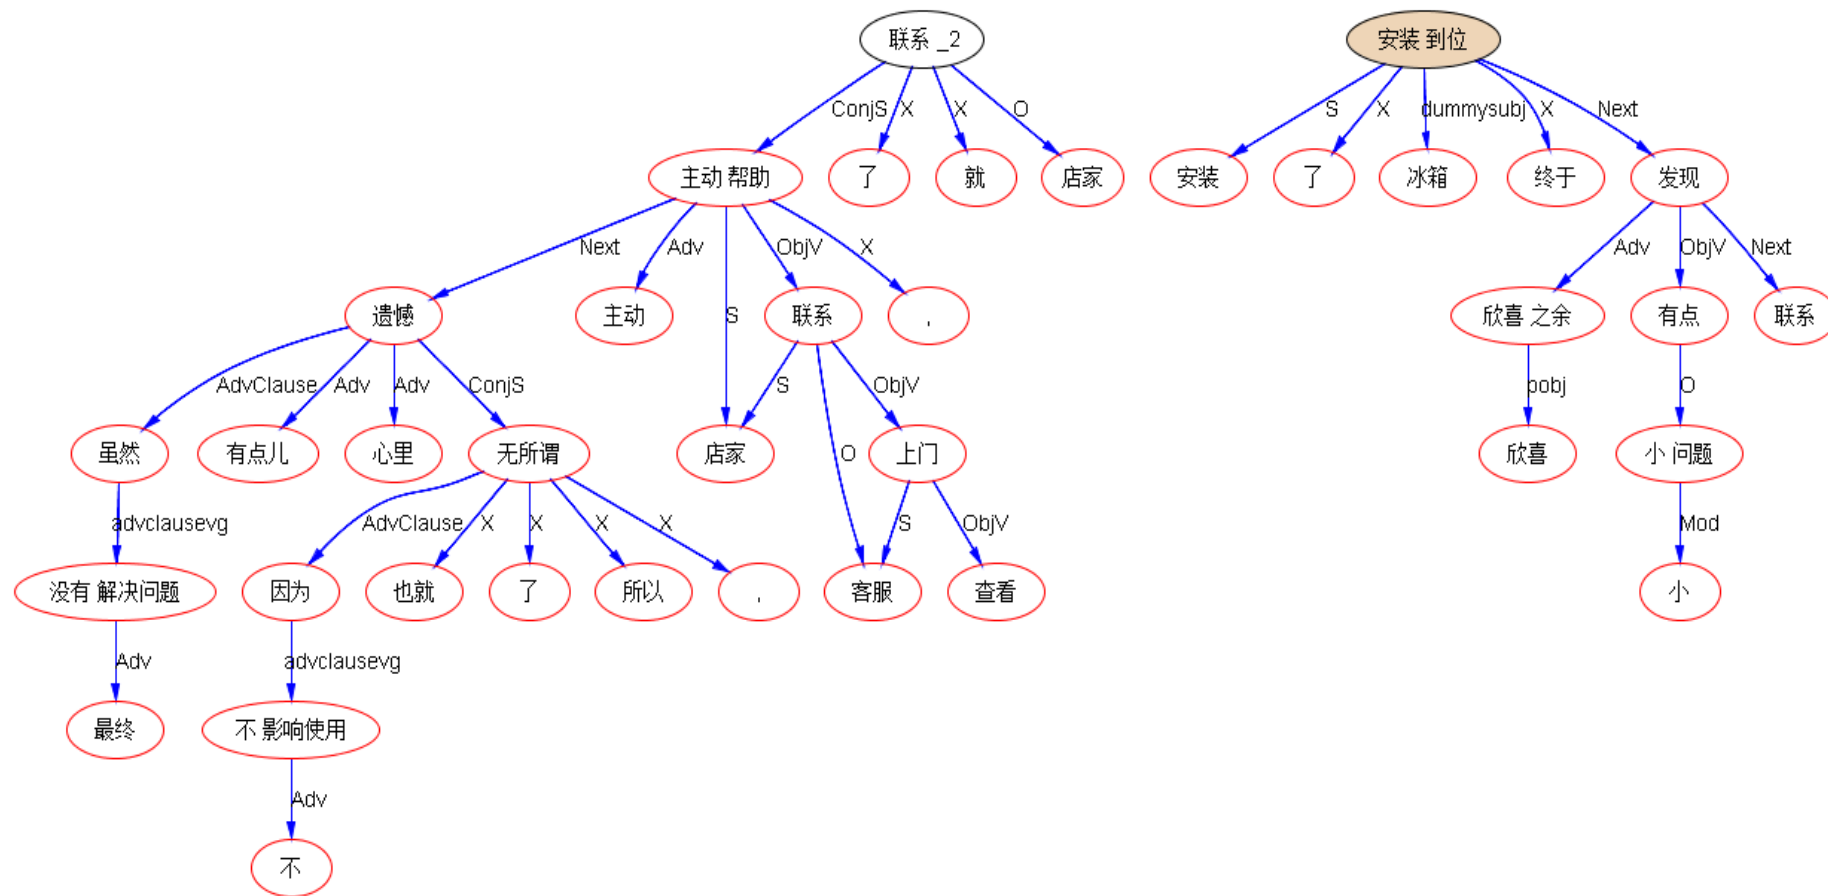 联系 _2
安装 到位
ConjS
X
X
O
S
X
dummysubj
X
Next
主动 帮助
了
就
店家
安装
了
冰箱
终于
发现
Next
Adv
S
ObjV
X
Adv
ObjV
Next
遗憾
主动
联系
,
欣喜 之余
有点
联系
AdvClause
Adv
Adv
ConjS
S
O
ObjV
pobj
O
虽然
有点儿
心里
无所谓
店家
上门
欣喜
小 问题
advclausevg
AdvClause
X
X
X
X
S
ObjV
Mod
没有 解决问题
因为
也就
了
所以
,
客服
查看
小
Adv
advclausevg
最终
不 影响使用
Adv
不